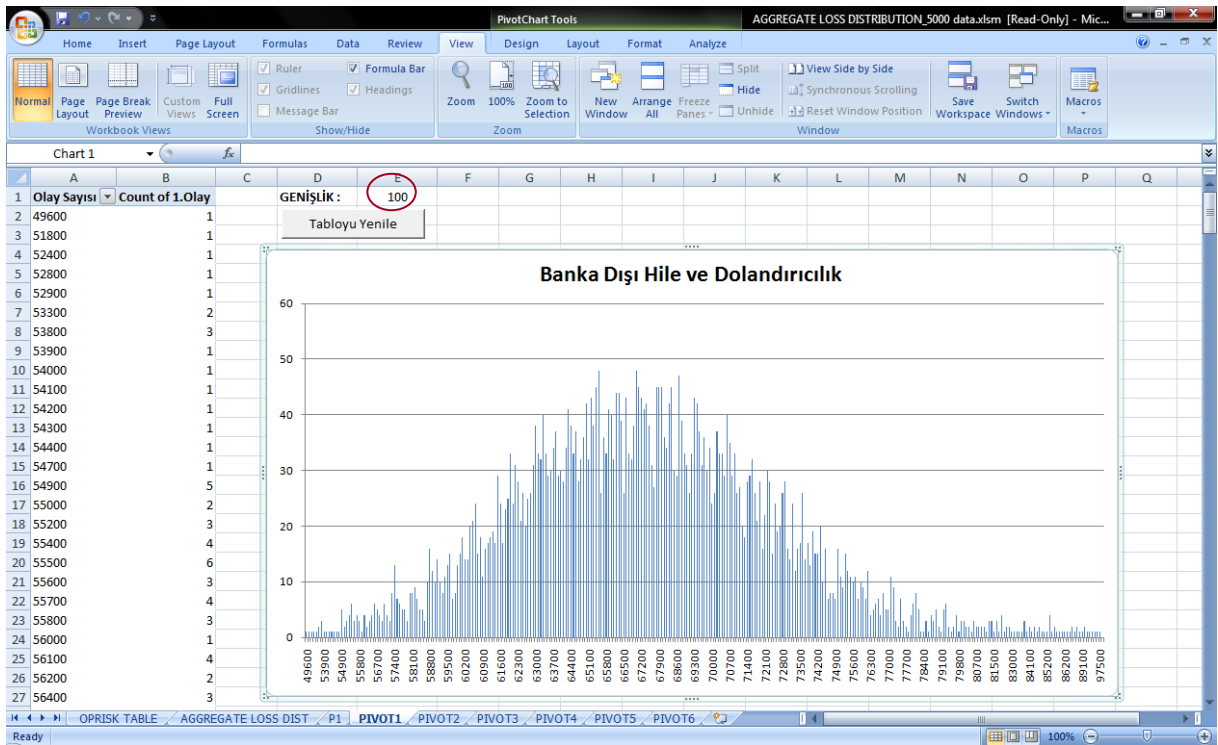 PivotChart Tools
AGGREGATE LOSS DISTRIBUTION_5000 data.xlsm [Read-Only] - Mic...
Home Insert Page Layout Formulas Data Review View Design Layout Format Analyze
Normal
Page Layout
Page Break Preview
Custom Views
Full Screen
Workbook Views
Ruler
Formula Bar
Gridlines
Headings
Message Bar
Show/Hide
Zoom
100%
Zoom to Selection
Zoom
New Window
Arrange All
Freeze Panes
Split
Hide
Unhide
View Side by Side
Synchronous Scrolling
Reset Window Position
Window
Save Workspace
Switch Windows
Macros
Macros
Chart 1 fx
A B C D E F G H I J K L M N O P Q
1 Olay Sayısı Count of 1.Olay GENİŞLİK : 100
2 49600 1
Tabloyu Yenile
3 51800 1
4 52400 1
5 52800 1
6 52900 1
7 53300 2
8 53800 3
9 53900 1
10 54000 1
11 54100 1
12 54200 1
13 54300 1
14 54400 1
15 54700 1
16 54900 5
17 55000 2
18 55200 3
19 55400 4
20 55500 6
21 55600 3
22 55700 4
23 55800 3
24 56000 1
25 56100 4
26 56200 2
27 56400 3
Banka Dışı Hile ve Dolandırıcılık
60
50
40
30
20
10
0
49600 53900 54900 55800 56700 57400 58100 58800 59500 60200 60900 61600 62300 63000 63700 64400 65100 65800 66500 67200 67900 68600 69300 70000 70700 71400 72100 72800 73500 74200 74900 75600 76300 77000 77700 78400 79100 79800 80700 81500 83000 84100 85200 86200 89100 97500
OPRISK TABLE AGGREGATE LOSS DIST P1 PIVOT1 PIVOT2 PIVOT3 PIVOT4 PIVOT5 PIVOT6
Ready 100%